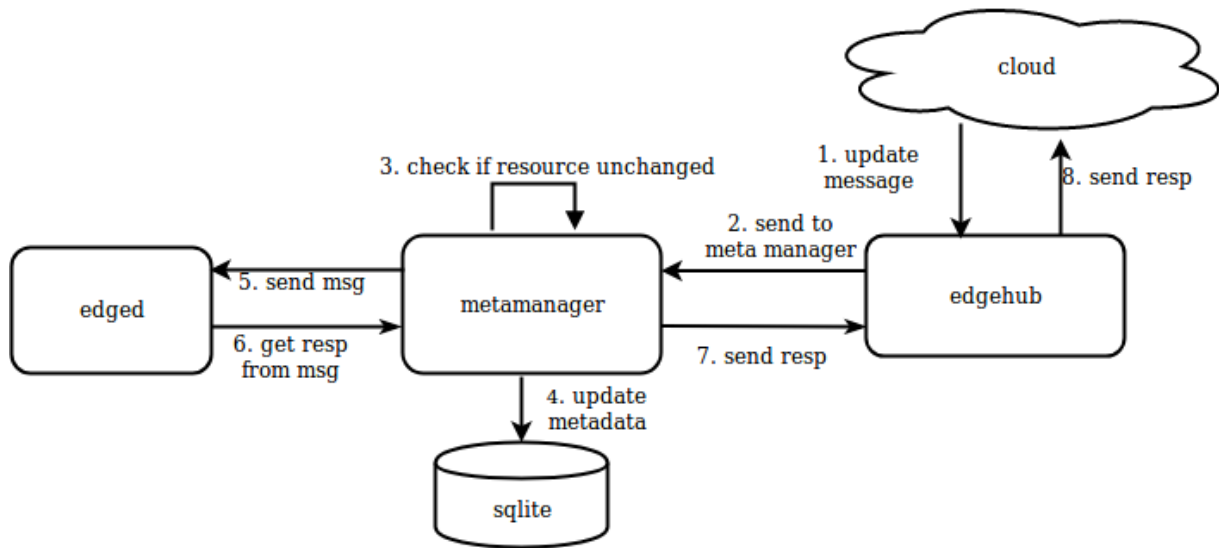 cloud
3. check if resource unchanged
1. update
message
8. send resp
2. send to
meta manager
5. send msg
edged
metamanager
edgehub
6. get resp
from msg
7. send resp
4. update
metadata
sqlite